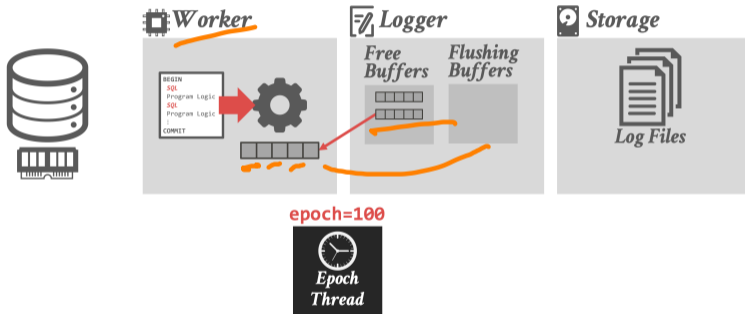 Worker
BEGIN
SQL
Program Logic
SQL
Program Logic
COMMIT
Logger
Free
Buffers
Flushing
Buffers
Storage
Log Files
epoch=100
Epoch
Thread